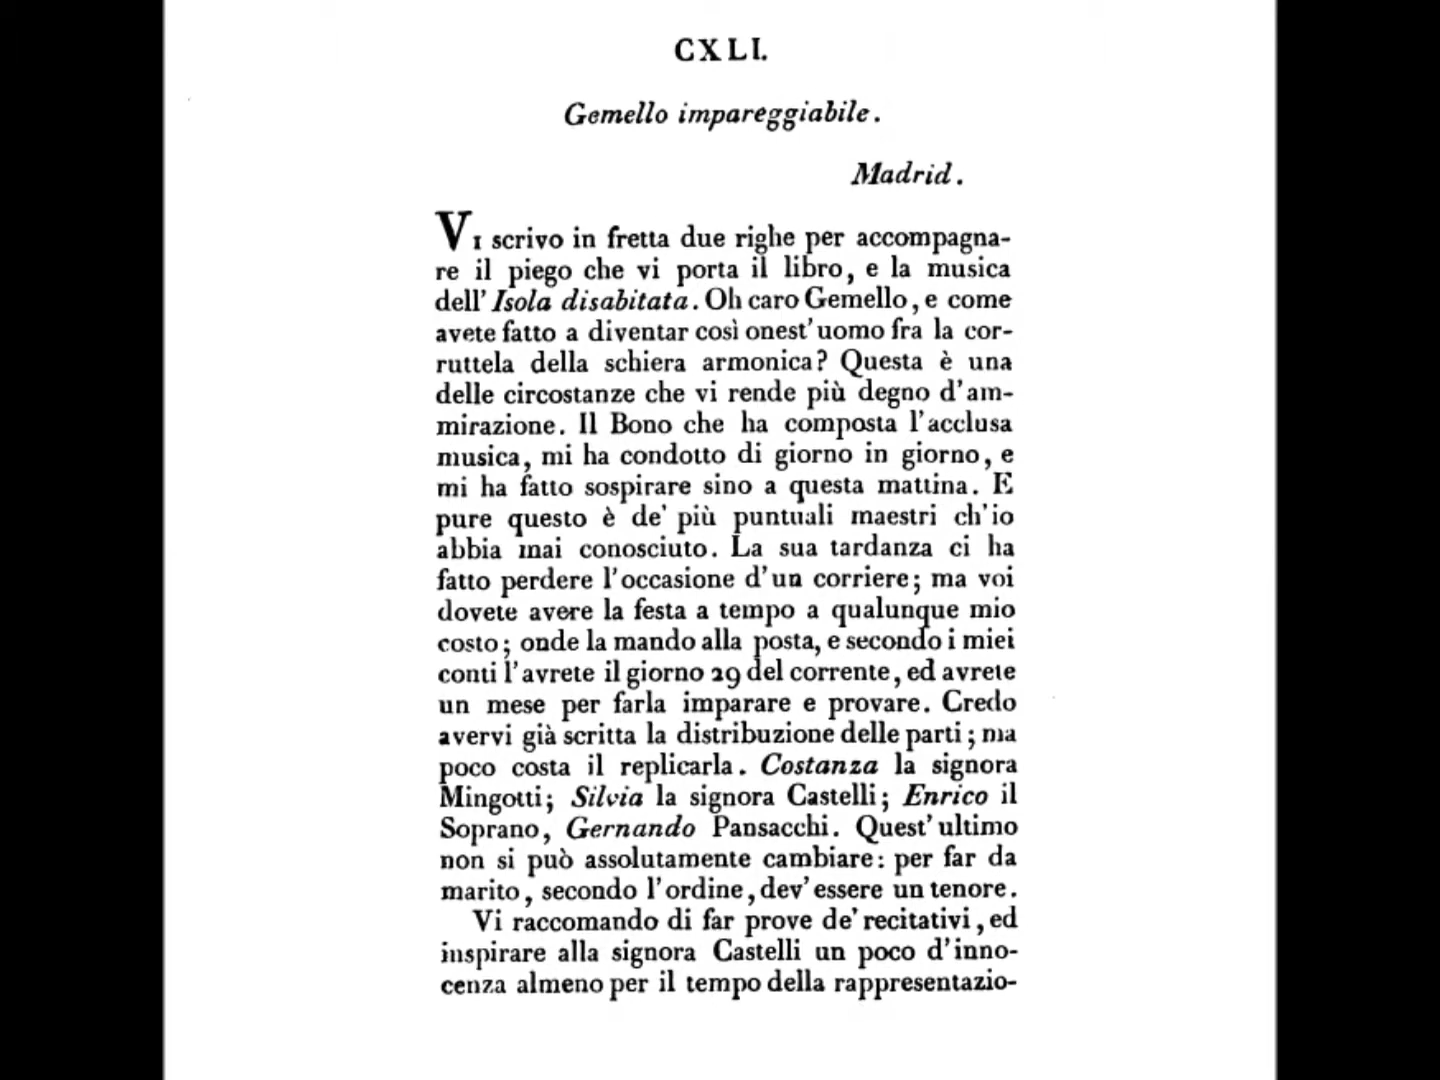 CXLI.
Gemello impareggiabile.
Madrid.
Vi scrivo in fretta due righe per accompagna-
re il piego che vi porta il libro, e la musica
dell'Isola disabitata. Oh caro Gemello, e come
avete fatto a diventar così onest'uomo fra la cor-
ruttela della schiera armonica? Questa è una
delle circostanze che vi rende più degno d'am-
mirazione. Il Bono che ha composta l'acclusa
musica, mi ha condotto di giorno in giorno, e
mi ha fatto sospirare sino a questa mattina. E
pure questo è de' più puntuali maestri ch'io
abbia mai conosciuto. La sua tardanza ci ha
fatto perdere l'occasione d'un corriere; ma voi
dovete avere la festa a tempo a qualunque mio
costo; onde la mando alla posta, e secondo i miei
conti l'avrete il giorno 29 del corrente, ed avrete
un mese per farla imparare e provare. Credo
avervi già scritta la distribuzione delle parti; ma
poco costa il replicarla. Costanza la signora
Mingotti; Silvia la signora Castelli; Enrico il
Soprano, Gernando Pansacchi. Quest'ultimo
non si può assolutamente cambiare: per far da
marito, secondo l'ordine, dev'essere un tenore.
Vi raccomando di far prove de' recitativi, ed
inspirare alla signora Castelli un poco d'inno-
cenza almeno per il tempo della rappresentazio-